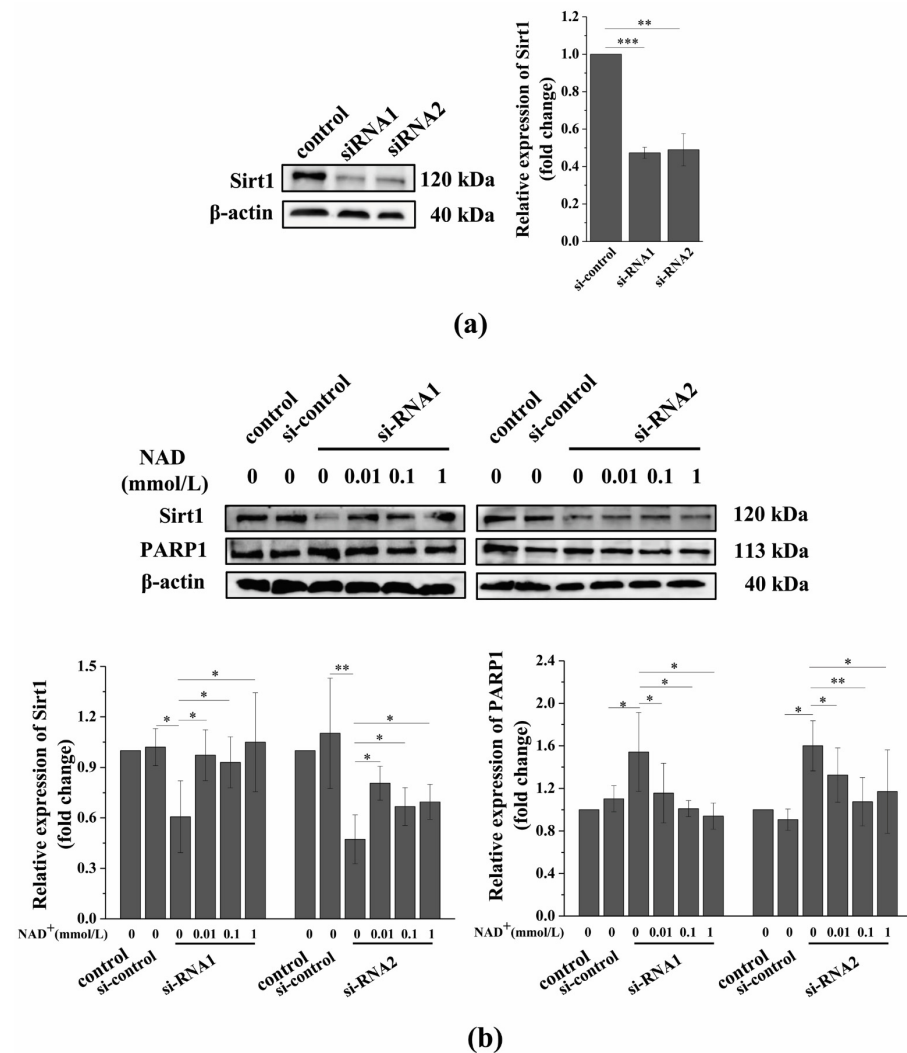 control siRNA1 siRNA2
Sirt1 120 kDa
β-actin 40 kDa
Relative expression of Sirt1
(fold change)
1.2
1.0
0.8
0.6
0.4
0.2
0.0
**
***
si-control si-RNA1 si-RNA2
(a)
control si-control si-RNA1 control si-control si-RNA2
NAD
(mmol/L)
0 0 0 0.01 0.1 1 0 0 0 0.01 0.1 1
Sirt1 120 kDa
PARP1 113 kDa
β-actin 40 kDa
Relative expression of Sirt1
(fold change)
1.5
1.2
0.9
0.6
0.3
0.0
* * * * ** * * *
NAD+(mmol/L) 0 0 0 0.01 0.1 1 0 0 0 0.01 0.1 1
control si-control si-RNA1 control si-control si-RNA2
Relative expression of PARP1
(fold change)
2.4
2.0
1.6
1.2
0.8
0.4
0.0
* * * * * * ** *
NAD+(mmol/L) 0 0 0 0.01 0.1 1 0 0 0 0.01 0.1 1
control si-control si-RNA1 control si-control si-RNA2
(b)